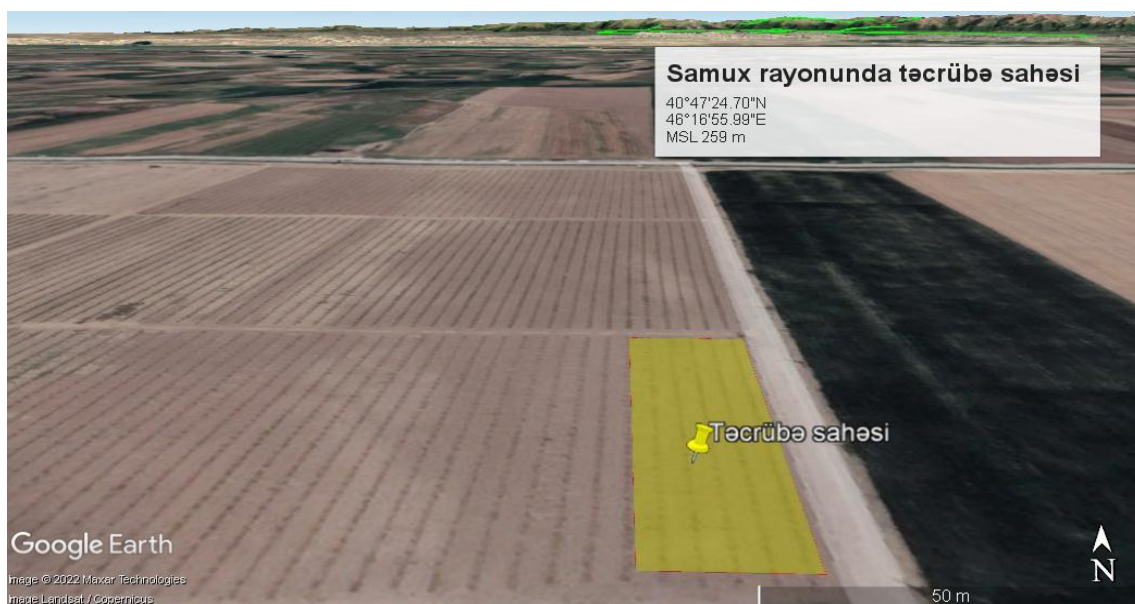 Samux rayonunda təcrübə sahəsi
40°47'24.70"N
46°16'55.99"E
MSL 259 m
Təcrübə sahəsi
Google Earth
N
Image © 2022 Maxar Technologies
Image Landsat / Copernicus
50 m